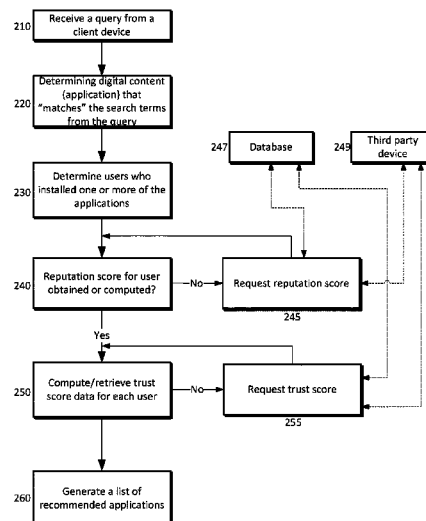 210
Receive a query from a
client device
220
Determining digital content
(application) that
"matches" the search terms
from the query
247
Database
249
Third party
device
230
Determine users who
installed one or more of the
applications
240
Reputation score for user
obtained or computed?
No
Request reputation score
245
Yes
250
Compute/retrieve trust
score data for each user
No
Request trust score
255
260
Generate a list of
recommended applications